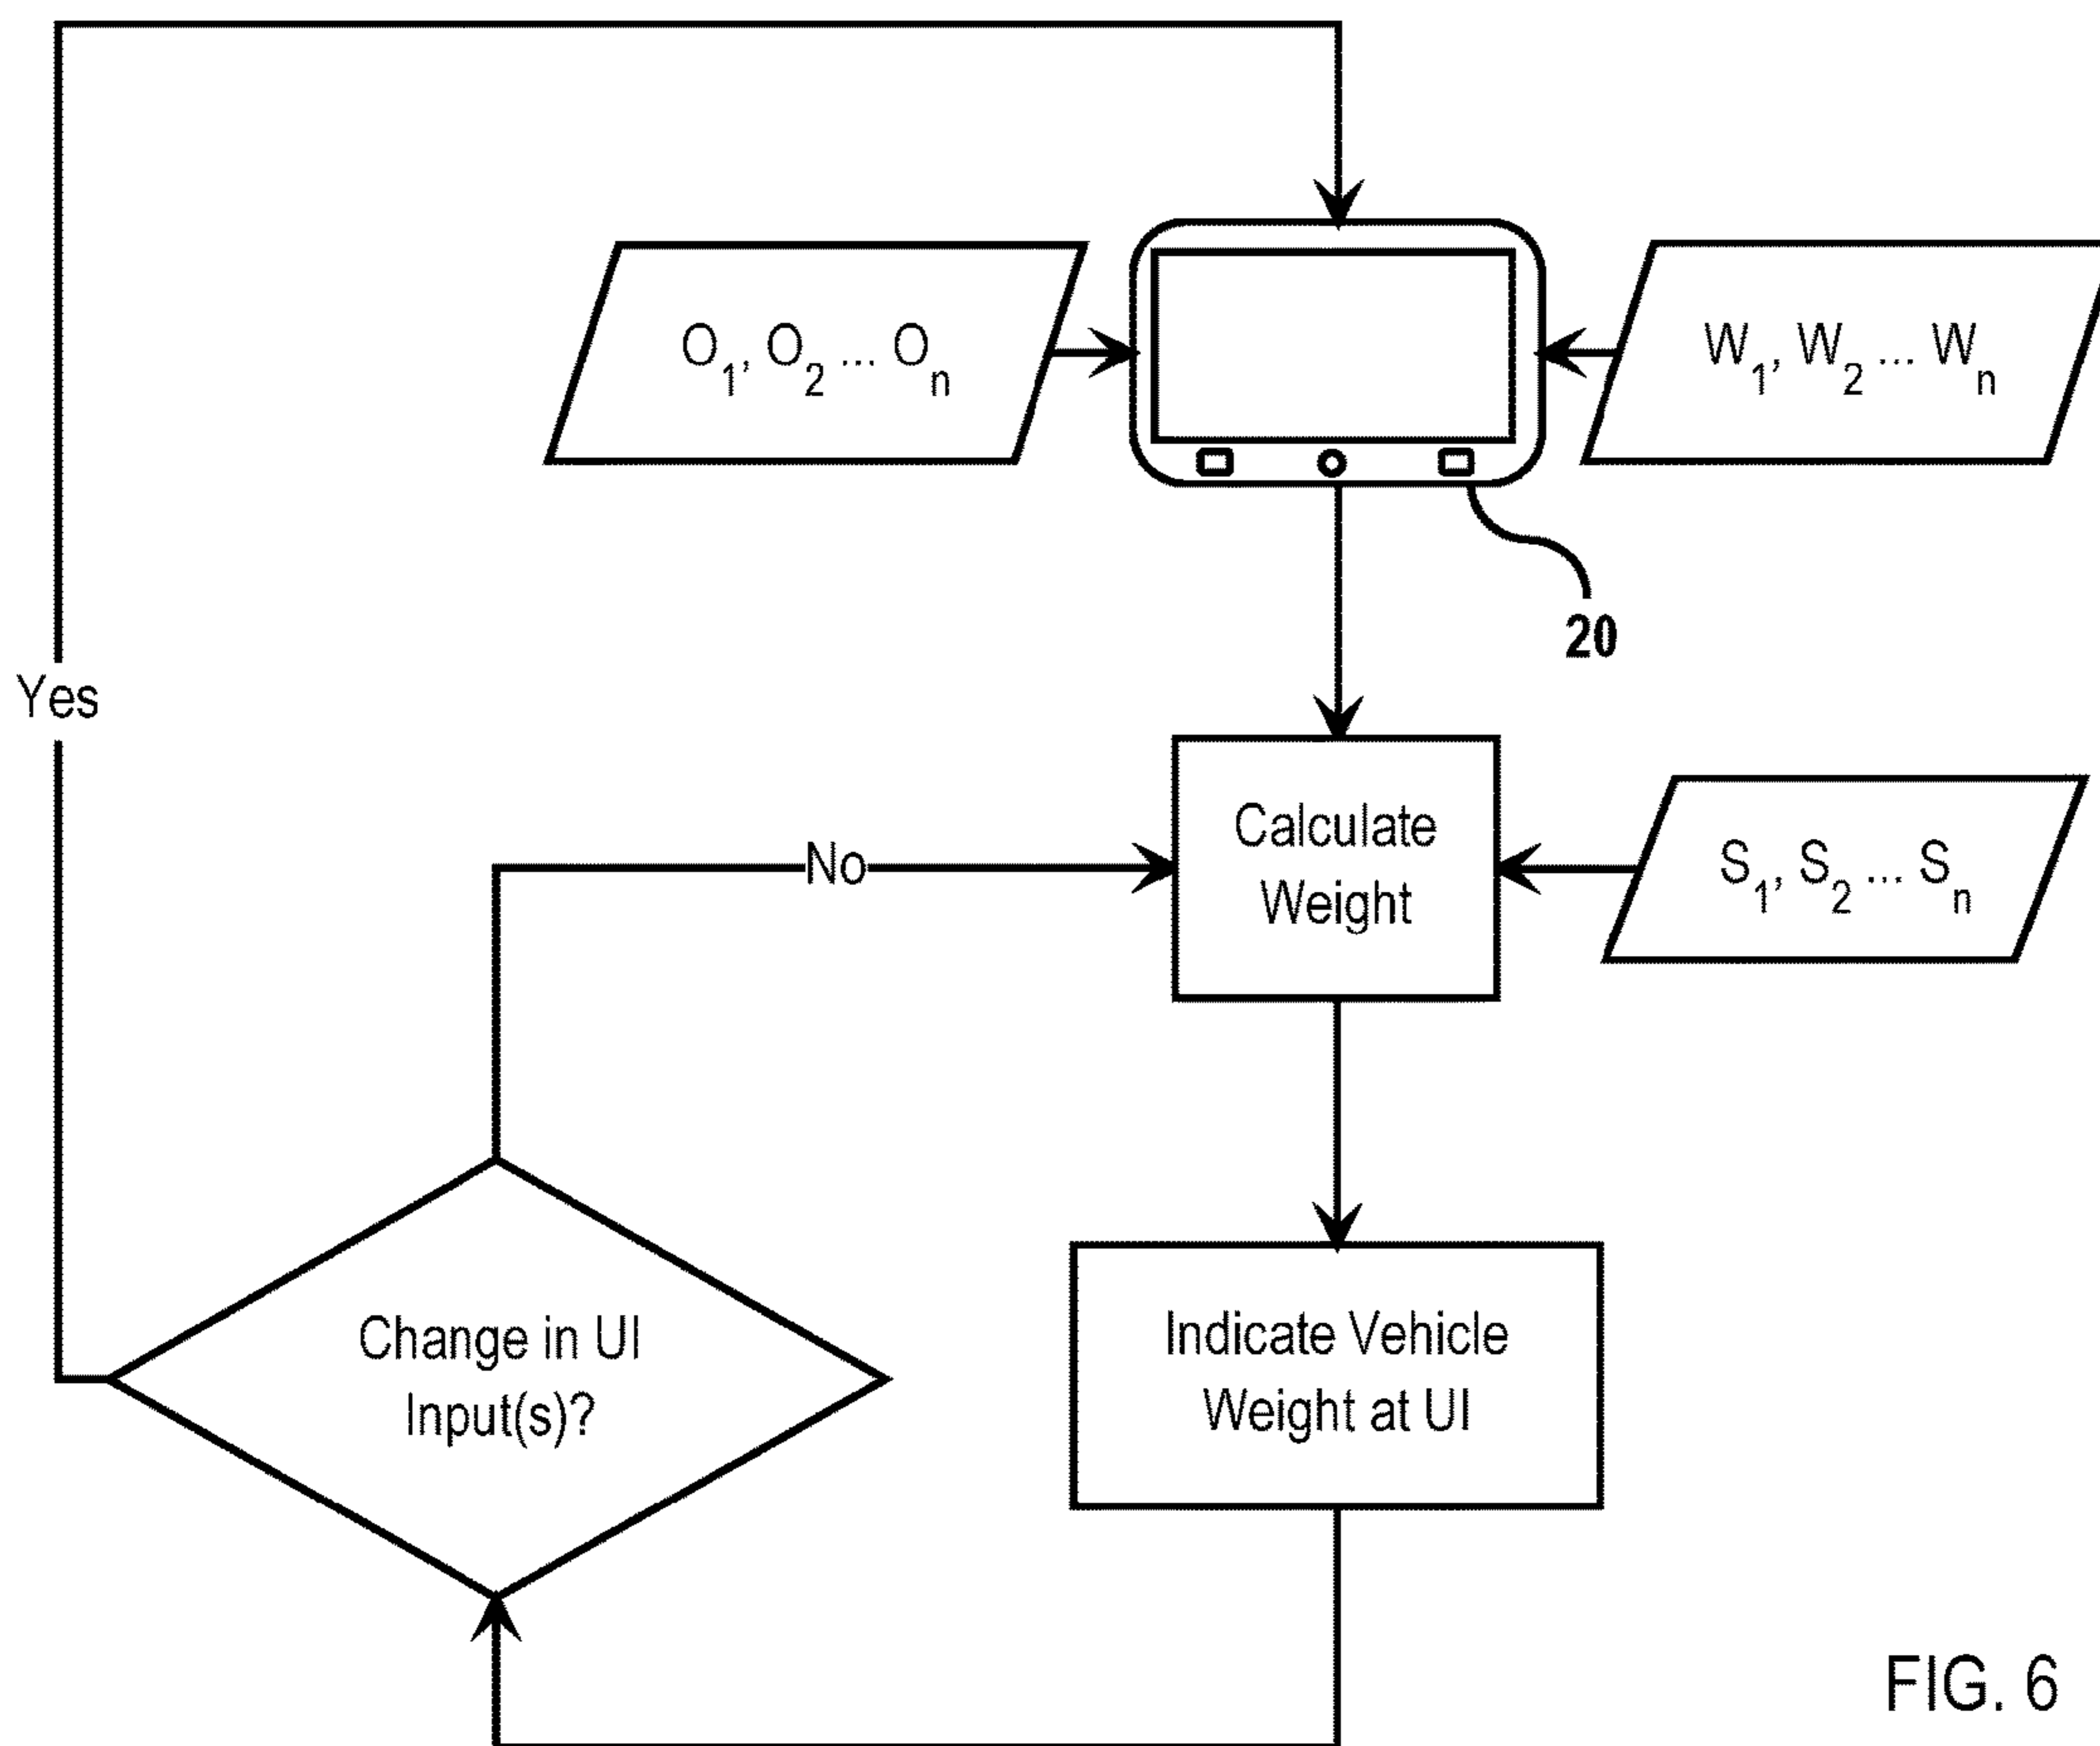 O₁, O₂ ... Oₙ
W₁, W₂ ... Wₙ
20
Yes
Calculate
Weight
No
S₁, S₂ ... Sₙ
Change in UI
Input(s)?
Indicate Vehicle
Weight at UI
FIG. 6